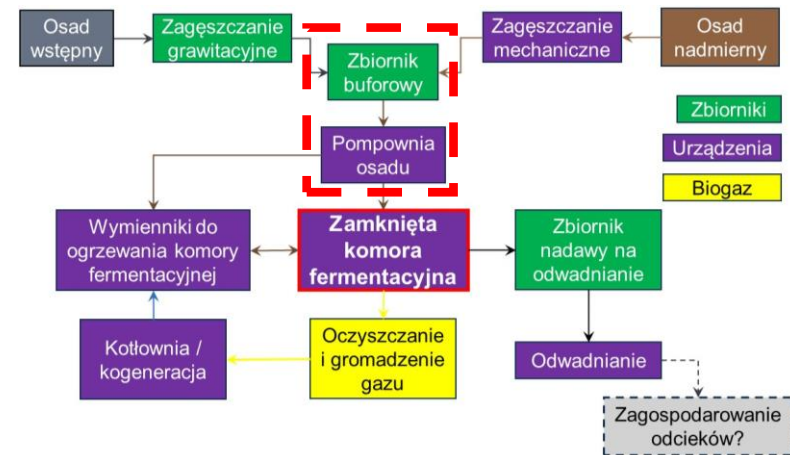 Osad
wstępny
Zagęszczanie
grawitacyjne
Zbiornik
buforowy
Zagęszczanie
mechaniczne
Osad
nadmierny
Zbiorniki
Urządzenia
Biogaz
Pompownia
osadu
Wymienniki do
ogrzewania komory
fermentacyjnej
Zamknięta
komora
fermentacyjna
Zbiornik
nadawy na
odwadnianie
Kotłownia /
kogeneracja
Oczyszczanie
i gromadzenie
gazu
Odwadnianie
Zagospodarowanie
odcieków?